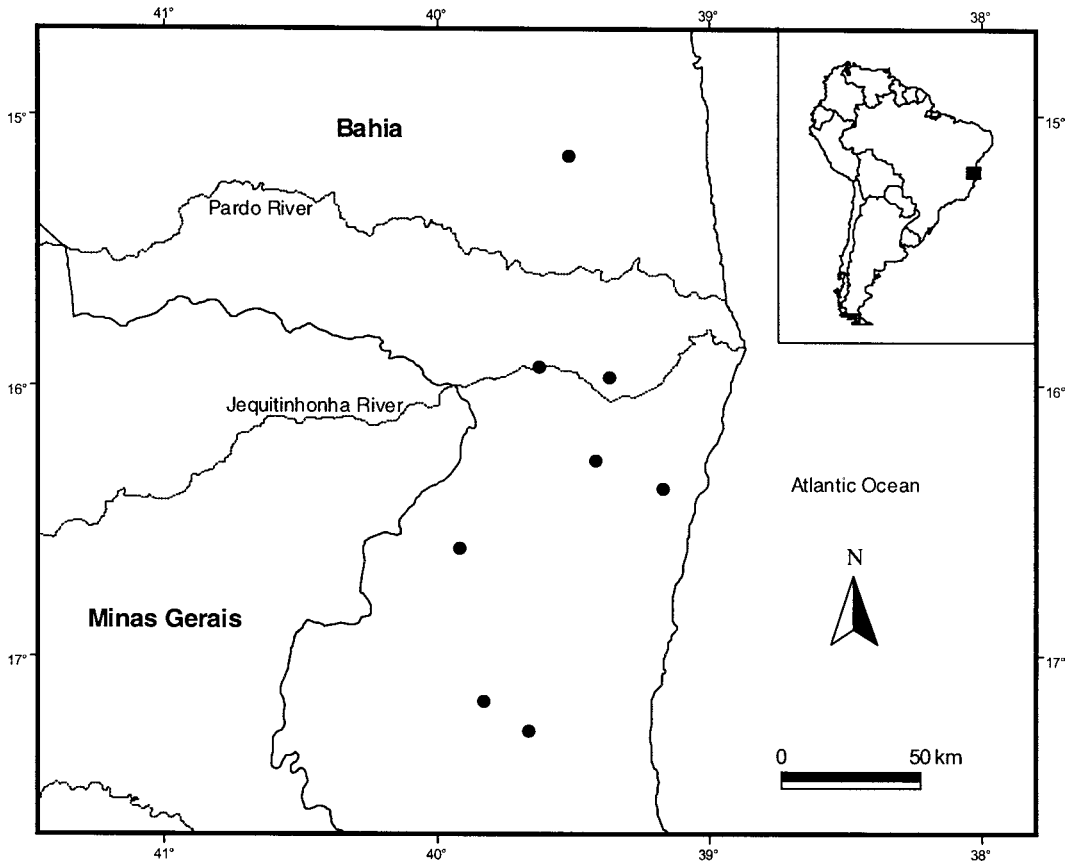 41° 40° 39° 38°
15° 15°
Bahia
Pardo River
16° 16°
Jequitinhonha River
Atlantic Ocean
N
Minas Gerais
17° 17°
0 50 km
41° 40° 39° 38°